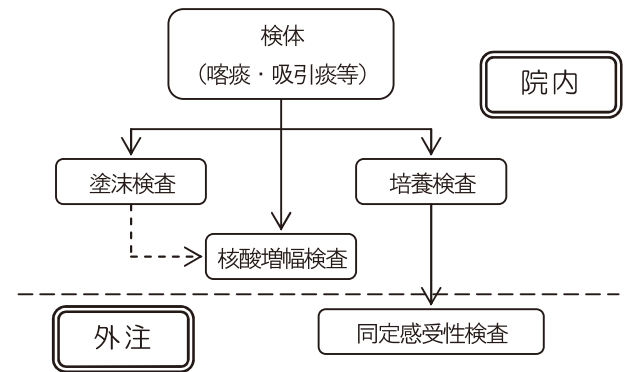 検体
（喀痰・吸引痰等）
院内
塗沫検査
培養検査
核酸増幅検査
外注
同定感受性検査